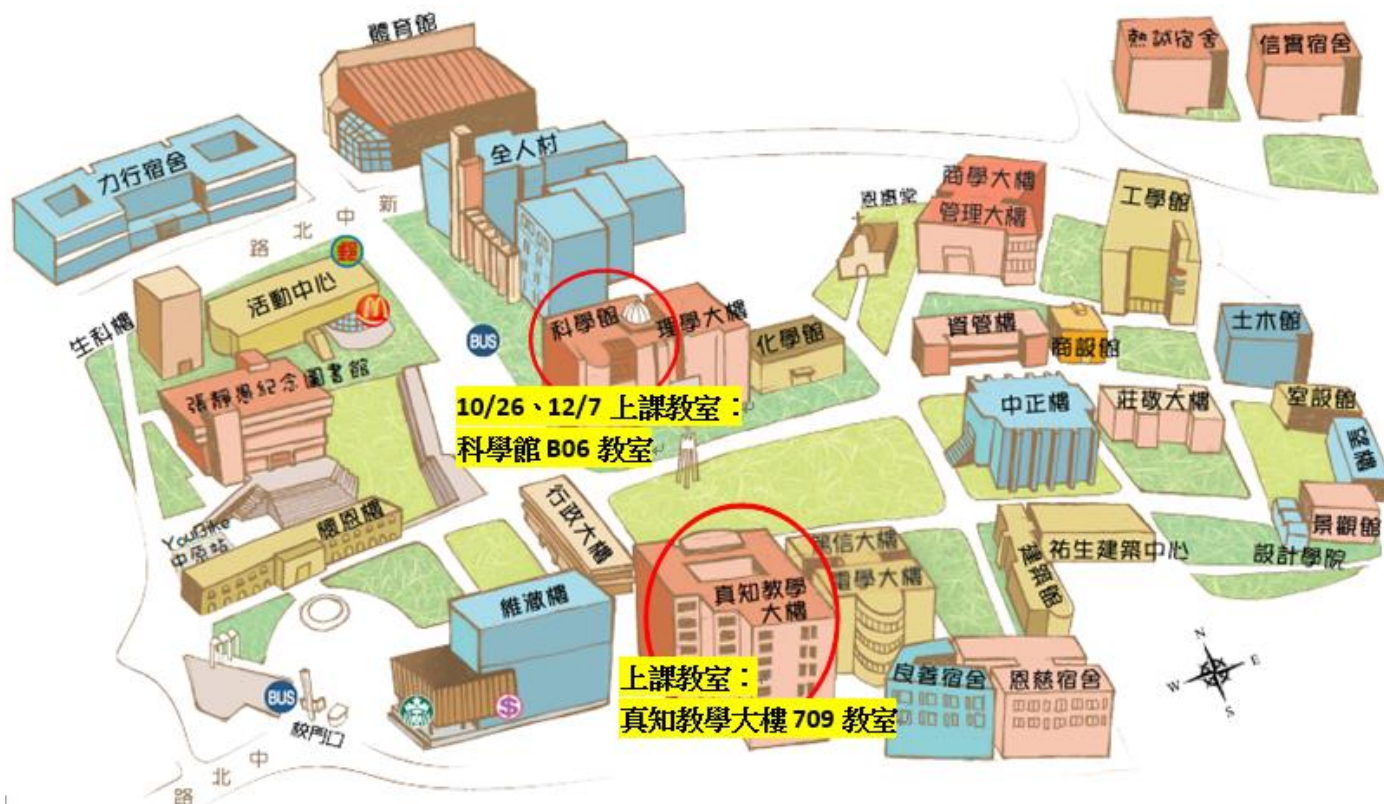 體育館
熱誠宿舍
信實宿舍
全人村
力行宿舍
新中北路
郵
活動中心
恩惠堂
商學大樓
管理大樓
工學館
生科樓
BUS
科學館
理學大樓
化學館
資管樓
商設館
土木館
張靜愚紀念圖書館
10/26、12/7 上課教室：
科學館 B06 教室
中正樓
莊敬大樓
室設館
YouBike
中原站
懷恩樓
行政大樓
篤信大樓
電學大樓
真知教學
大樓
建築館
祐生建築中心
景觀館
設計學院
維澈樓
上課教室：
真知教學大樓 709 教室
良善宿舍
恩慈宿舍
BUS
校門口
$
中北路
N
E
S
W